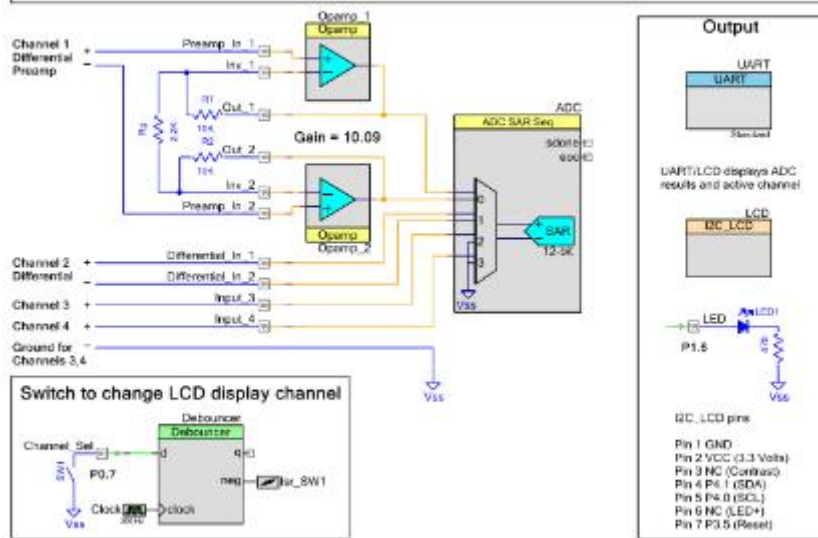 Opamp_1
Opamp
Channel 1
Differential
Preamp
+
−
Preamp_In_1
Inv_1
R1
10K
Out_1
2.2K
R2
10K
Out_2
Gain = 10.09
Inv_2
Preamp_In_2
Opamp
Opamp_2
ADC
ADC SAR Seq
sdone
eoc
0
1
2
3
SAR
Vss
Channel 2 +
Differential −
Differential_In_1
Differential_In_2
Channel 3 +
Input_3
Channel 4 +
Input_4
Ground for −
Channels 3,4
Vss
Switch to change LCD display channel
Debouncer
Debouncer
Channel_Sel
d
q
neg
isr_SW1
SW1
P0.7
Vss
Clock
clock
Output
UART
UART
Standard
UART/LCD displays ADC
results and active channel
LCD
I2C_LCD
LED
P1.6
I2C_LCD pins
Pin 1 GND
Pin 2 VCC (3.3 Volts)
Pin 3 NC (Contrast)
Pin 4 P4.1 (SDA)
Pin 5 P4.0 (SCL)
Pin 6 NC (LED+)
Pin 7 P3.5 (Reset)